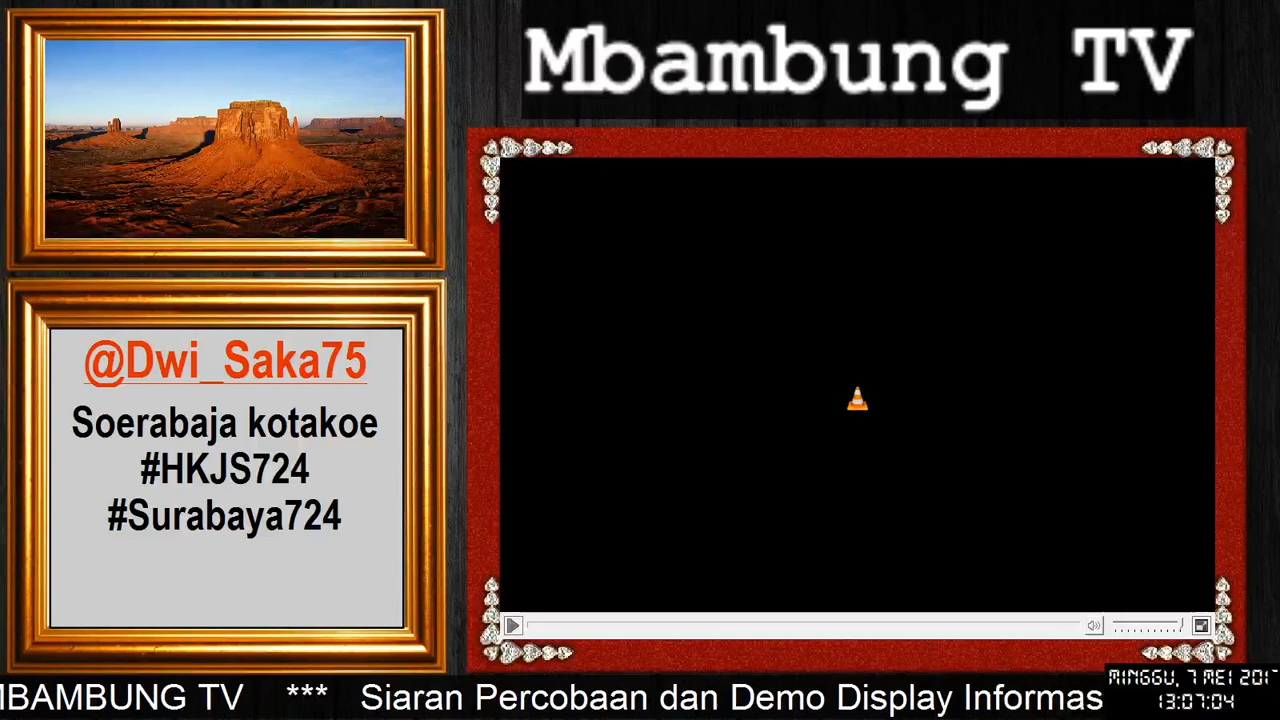 Mbambung TV
@Dwi_Saka75
Soerabaja kotakoe
#HKJS724
#Surabaya724
MBAMBUNG TV *** Siaran Percobaan dan Demo Display Informas
MINGGU, 7 MEI 2017
13:07:04